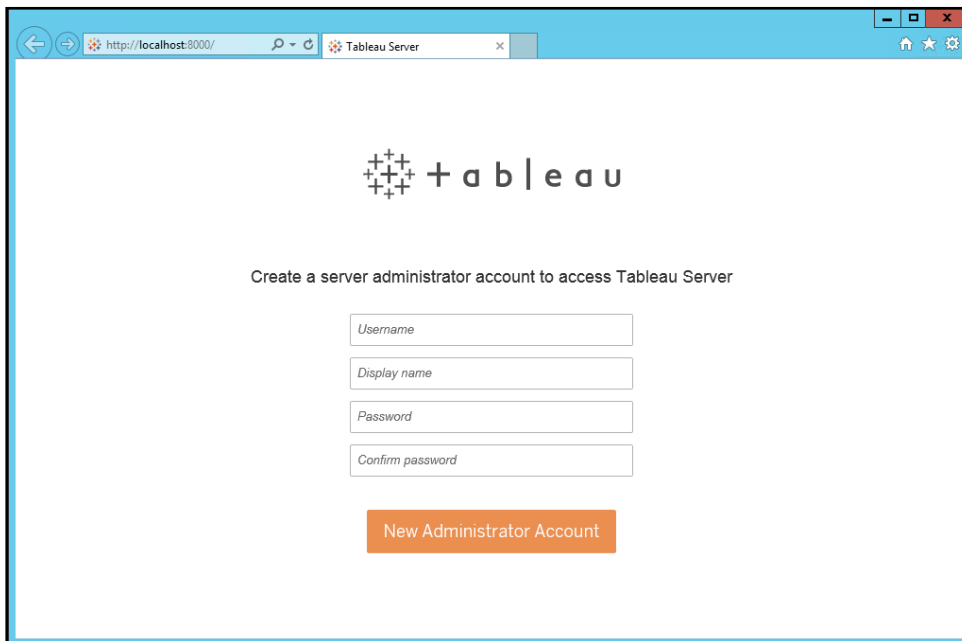 http://localhost:8000/
Tableau Server
+ableau
Create a server administrator account to access Tableau Server
Username
Display name
Password
Confirm password
New Administrator Account